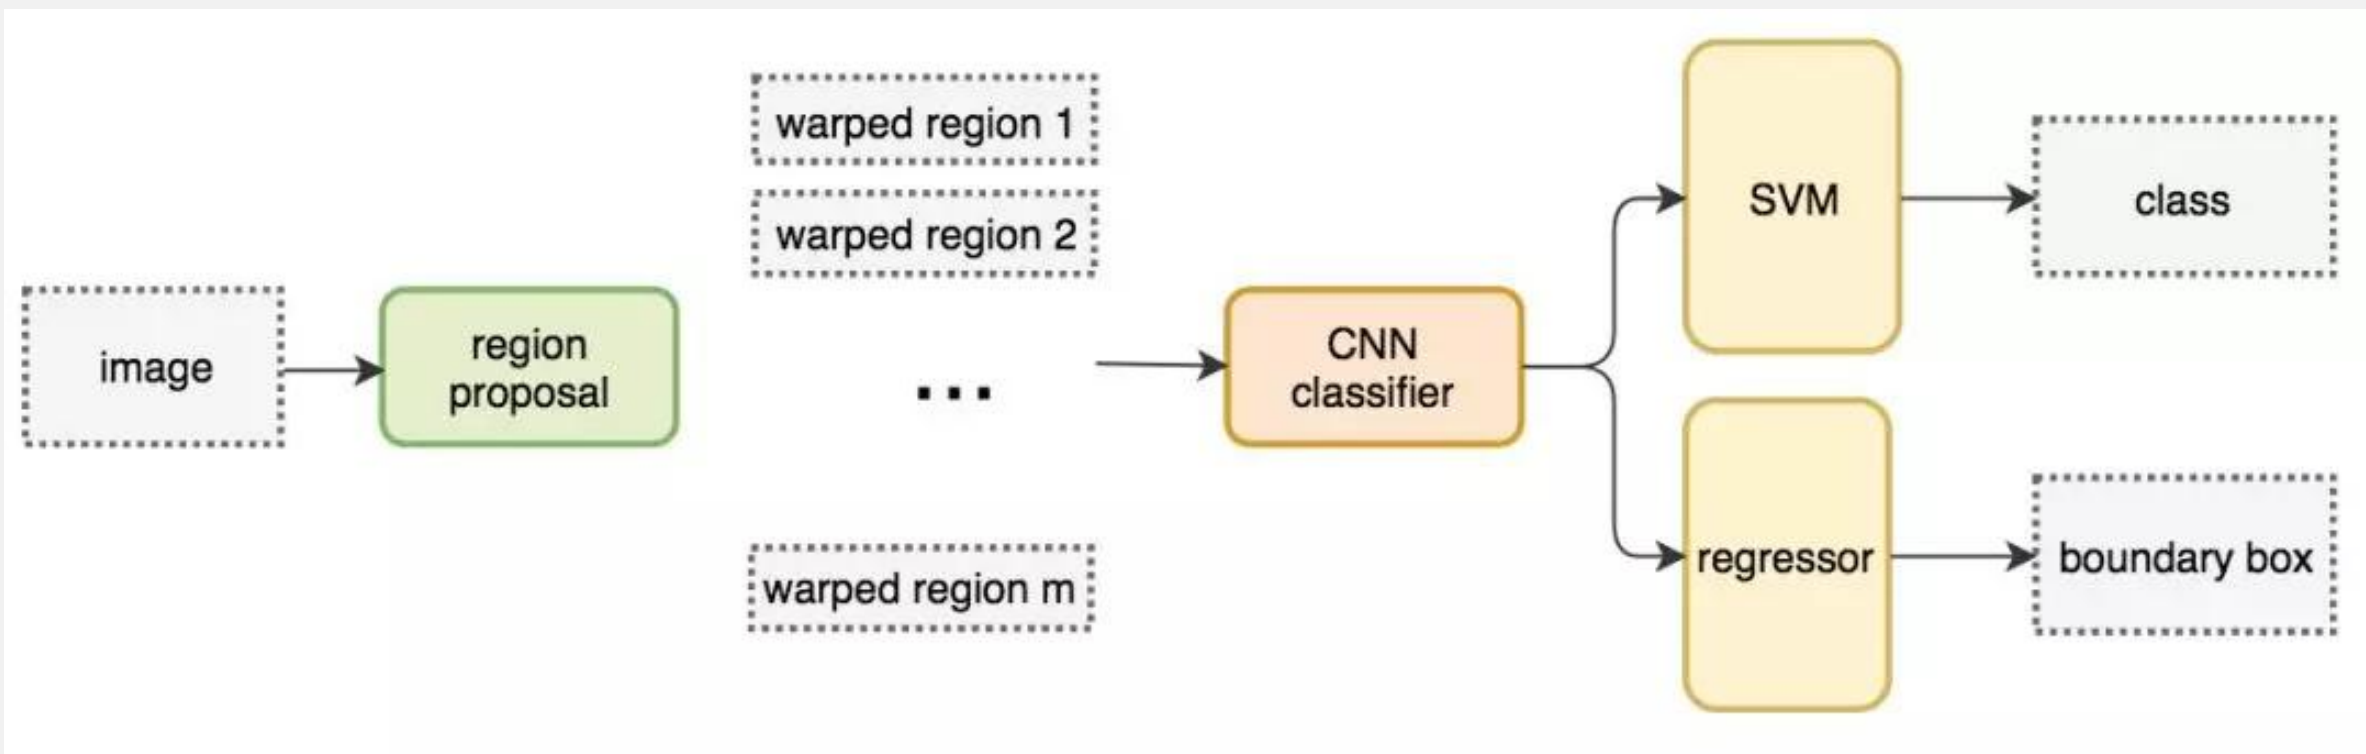 image
region
proposal
warped region 1
warped region 2
...
warped region m
CNN
classifier
SVM
regressor
class
boundary box